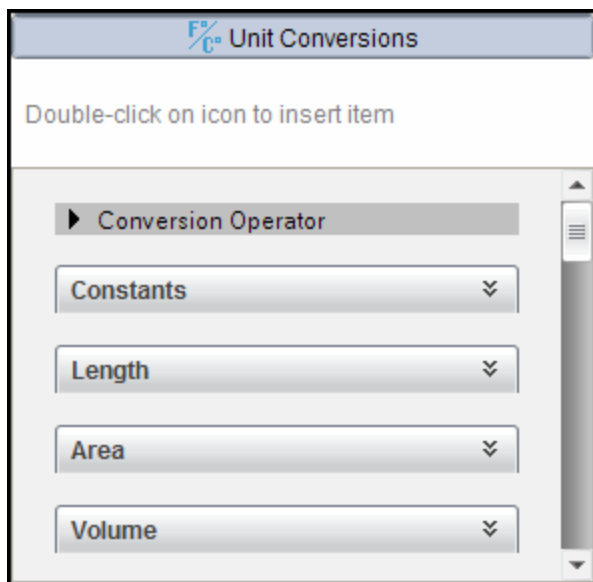 F°/C° Unit Conversions
Double-click on icon to insert item
Conversion Operator
Constants
Length
Area
Volume